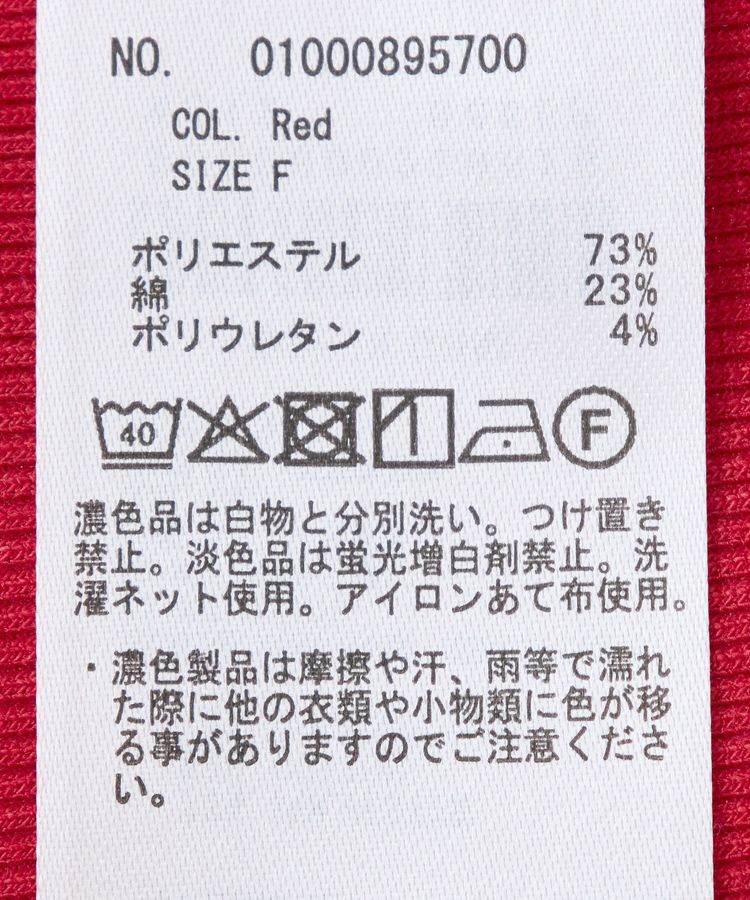 NO. 01000895700
COL. Red
SIZE F
ポリエステル 73%
綿 23%
ポリウレタン 4%
40 F
濃色品は白物と分別洗い。つけ置き
禁止。淡色品は蛍光増白剤禁止。洗
濯ネット使用。アイロンあて布使用。
・濃色製品は摩擦や汗、雨等で濡れ
た際に他の衣類や小物類に色が移
る事がありますのでご注意くださ
い。